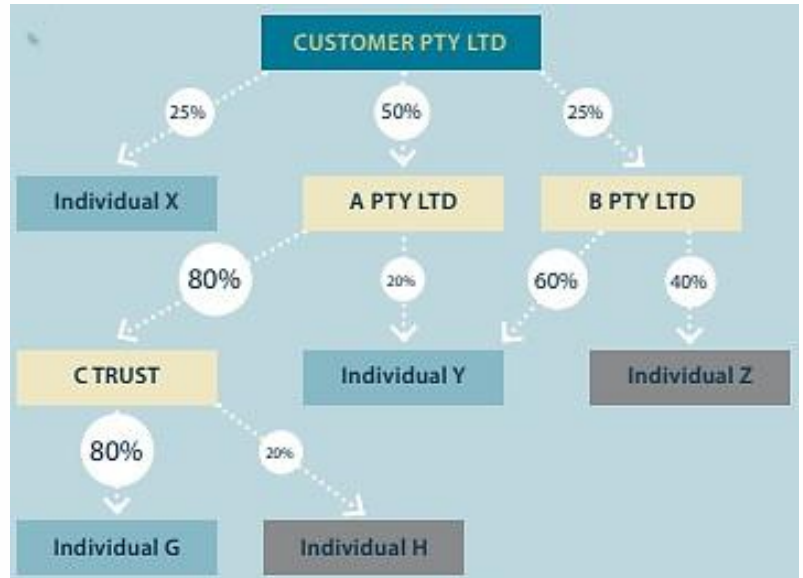 CUSTOMER PTY LTD
25%
50%
25%
Individual X
A PTY LTD
B PTY LTD
80%
20%
60%
40%
C TRUST
Individual Y
Individual Z
80%
20%
Individual G
Individual H